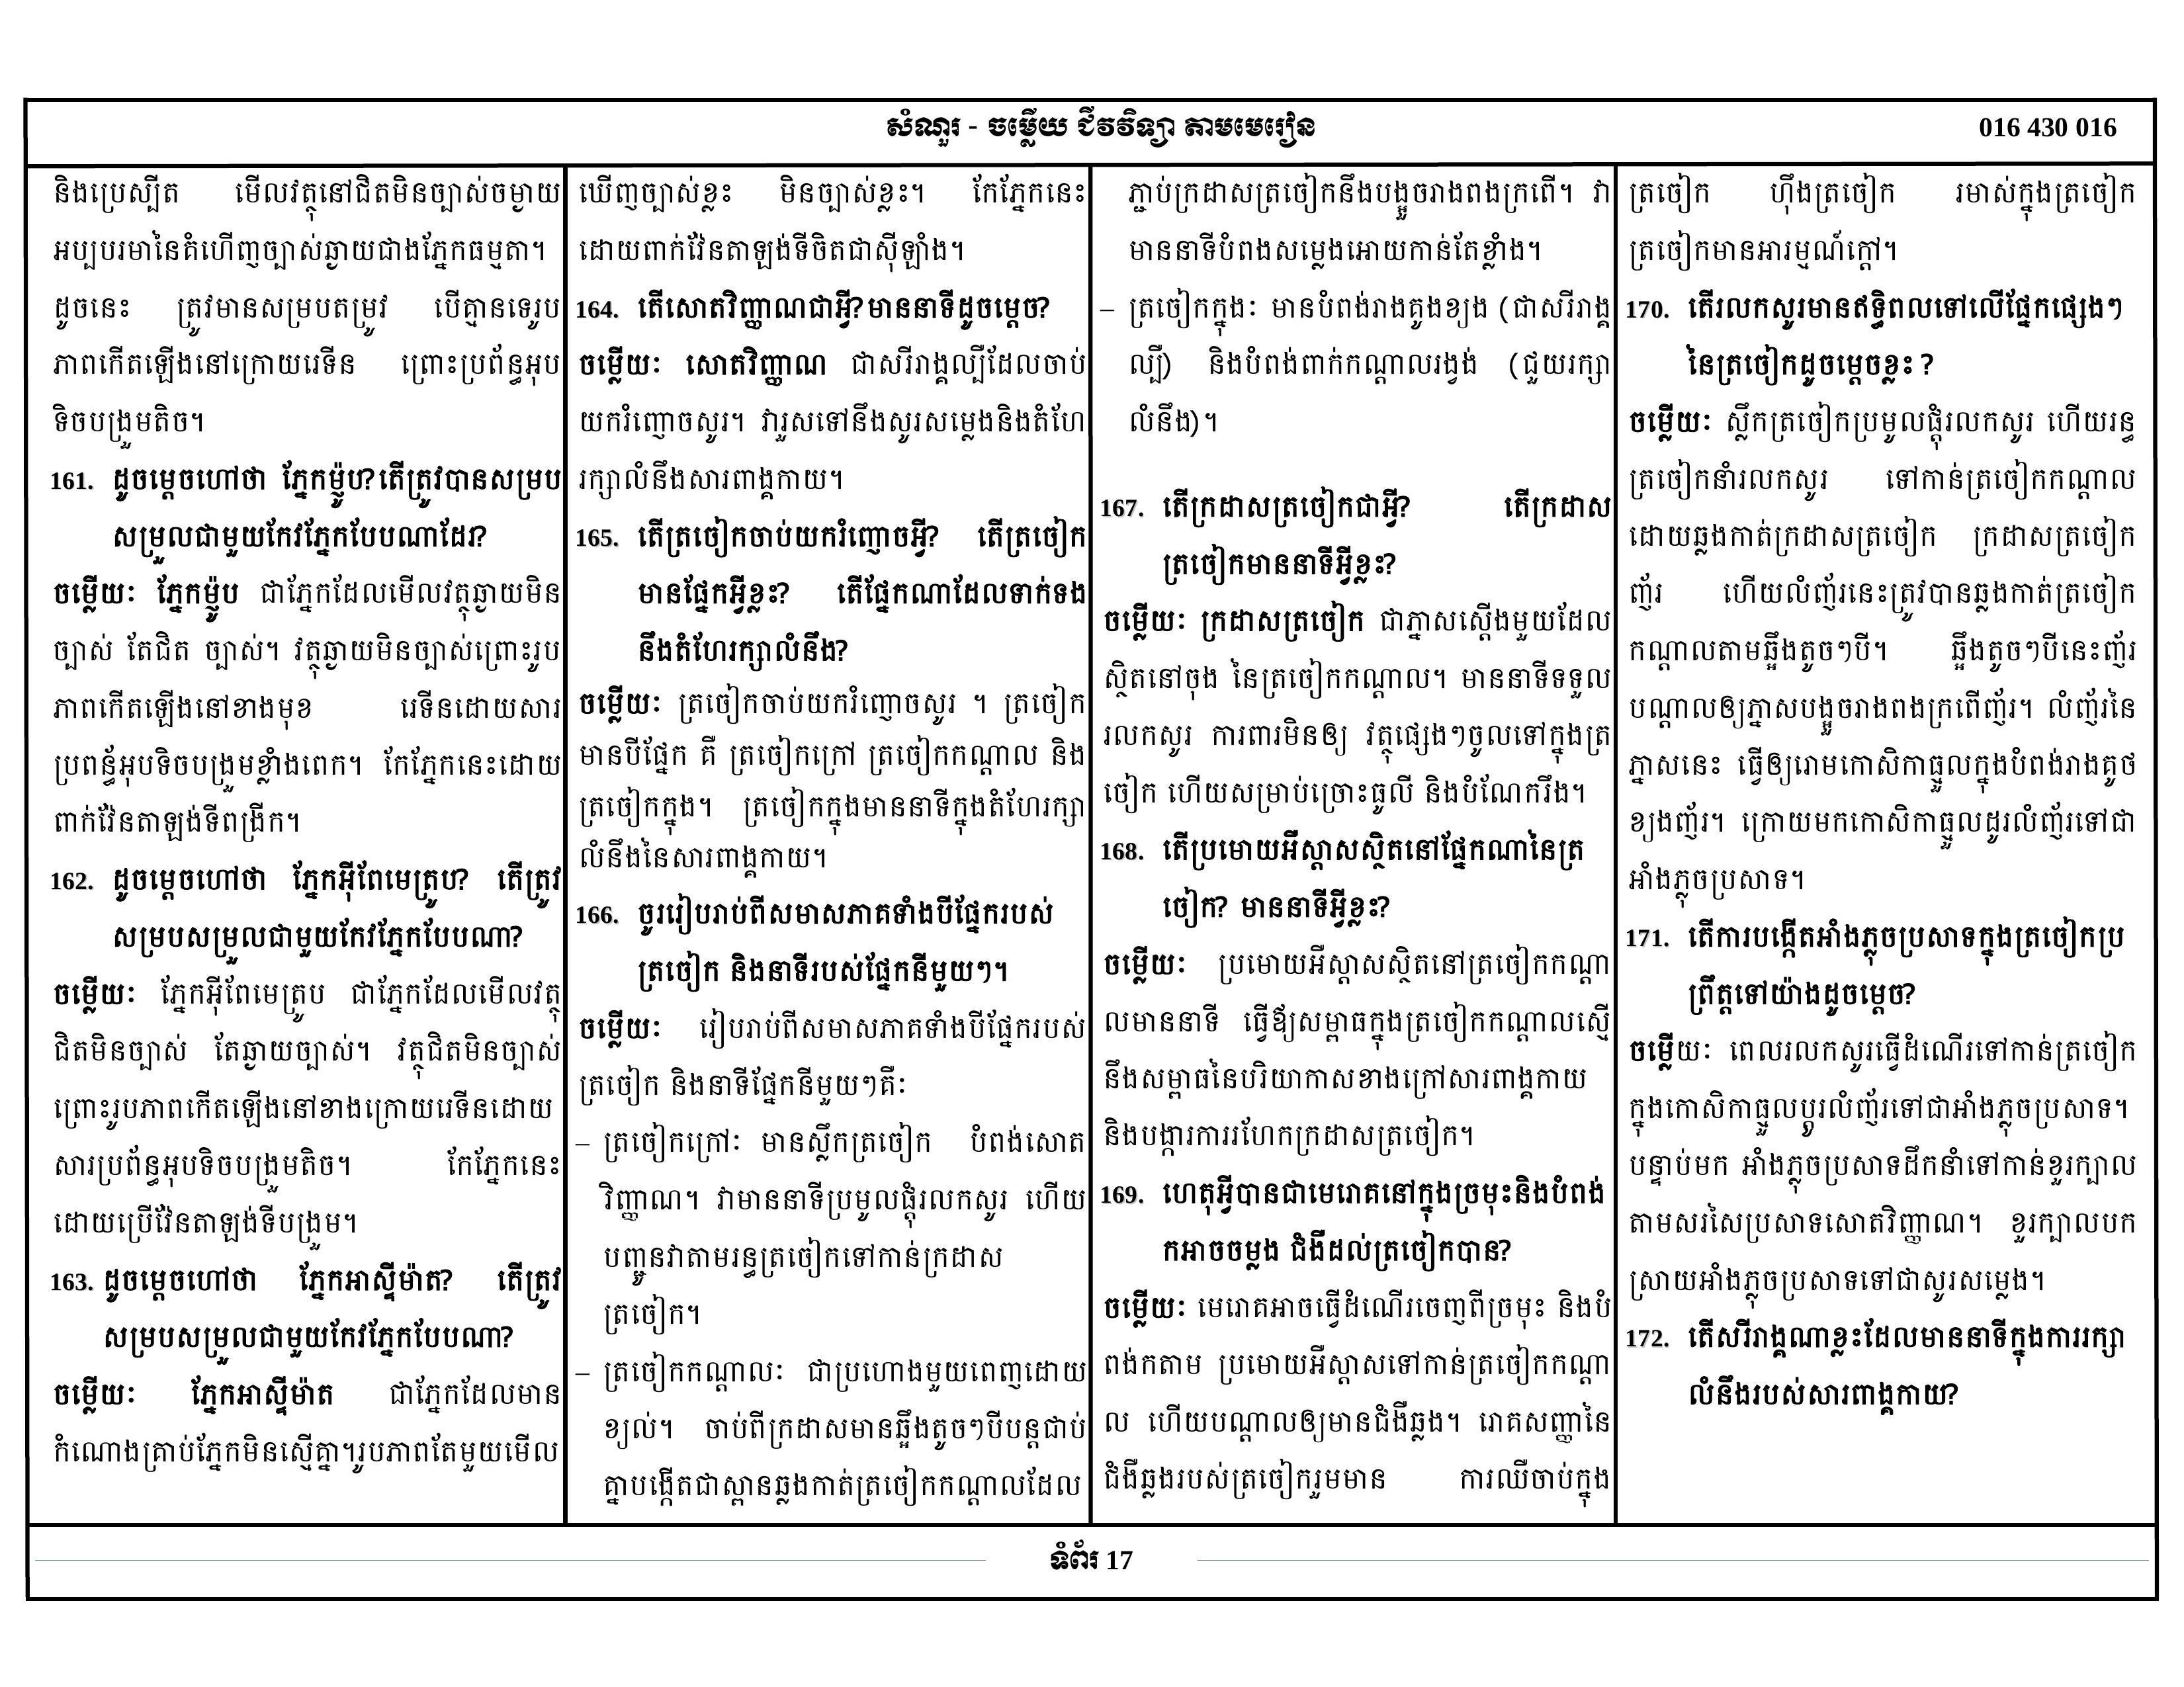 សំណួរ - ចម្លើយ ជីវវិទ្យា តាមមេរៀន
016 430 016
និងប្រេស្បីត មើលវត្ថុនៅជិតមិនច្បាស់ចម្ងាយ
អប្បបរមានៃគំហើញច្បាស់ឆ្ងាយជាងភ្នែកធម្មតា។
ដូចនេះ ត្រូវមានសម្របតម្រូវ បើគ្មានទេរូប
ភាពកើតឡើងនៅក្រោយរេទីន ព្រោះប្រព័ន្ធអុប
ទិចបង្រួមតិច។
161. ដូចម្តេចហៅថា ភ្នែកម្ញ៉ូប? តើត្រូវបានសម្រប
សម្រួលជាមួយកែវភ្នែកបែបណាដែរ?
ចម្លើយៈ ភ្នែកម្ញ៉ូប ជាភ្នែកដែលមើលវត្ថុឆ្ងាយមិន
ច្បាស់ តែជិត ច្បាស់។ វត្ថុឆ្ងាយមិនច្បាស់ព្រោះរូប
ភាពកើតឡើងនៅខាងមុខ រេទីនដោយសារ
ប្រពន្ធ័អុបទិចបង្រួមខ្លាំងពេក។ កែភ្នែកនេះដោយ
ពាក់វ៉ែនតាឡង់ទីពង្រីក។
162. ដូចម្តេចហៅថា ភ្នែកអ៊ីពែមេត្រូប? តើត្រូវ
សម្របសម្រួលជាមួយកែវភ្នែកបែបណា?
ចម្លើយៈ ភ្នែកអ៊ីពែមេត្រូប ជាភ្នែកដែលមើលវត្ថុ
ជិតមិនច្បាស់ តែឆ្ងាយច្បាស់។ វត្ថុជិតមិនច្បាស់
ព្រោះរូបភាពកើតឡើងនៅខាងក្រោយរេទីនដោយ
សារប្រព័ន្ធអុបទិចបង្រួមតិច។ កែភ្នែកនេះ
ដោយប្រើវ៉ែនតាឡង់ទីបង្រួម។
163. ដូចម្តេចហៅថា ភ្នែកអាស្ទីម៉ាត? តើត្រូវ
សម្របសម្រួលជាមួយកែវភ្នែកបែបណា?
ចម្លើយៈ ភ្នែកអាស្ទីម៉ាត ជាភ្នែកដែលមាន
កំណោងគ្រាប់ភ្នែកមិនស្មើគ្នា។រូបភាពតែមួយមើល
ឃើញច្បាស់ខ្លះ មិនច្បាស់ខ្លះ។ កែភ្នែកនេះ
ដោយពាក់វ៉ែនតាឡង់ទីចិតជាស៊ីឡាំង។
164. តើសោតវិញ្ញាណជាអ្វី? មាននាទីដូចម្តេច?
ចម្លើយៈ សោតវិញ្ញាណ ជាសរីរាង្គល្បីដែលចាប់
យករំញោចសូរ។ វារួសទៅនឹងសូរសម្លេងនិងតំហែ
រក្សាលំនឹងសារពាង្គកាយ។
165. តើត្រចៀកចាប់យករំញោចអ្វី? តើត្រចៀក
មានផ្នែកអ្វីខ្លះ? តើផ្នែកណាដែលទាក់ទង
នឹងតំហែរក្សាលំនឹង?
ចម្លើយៈ ត្រចៀកចាប់យករំញោចសូរ ។ ត្រចៀក
មានបីផ្នែក គឺ ត្រចៀកក្រៅ ត្រចៀកកណ្តាល និង
ត្រចៀកក្នុង។ ត្រចៀកក្នុងមាននាទីក្នុងតំហែរក្សា
លំនឹងនៃសារពាង្គកាយ។
166. ចូររៀបរាប់ពីសមាសភាគទាំងបីផ្នែករបស់
ត្រចៀក និងនាទីរបស់ផ្នែកនីមួយៗ។
ចម្លើយៈ រៀបរាប់ពីសមាសភាគទាំងបីផ្នែករបស់
ត្រចៀក និងនាទីផ្នែកនីមួយៗគឺៈ
– ត្រចៀកក្រៅៈ មានស្លឹកត្រចៀក បំពង់សោត
វិញ្ញាណ។ វាមាននាទីប្រមូលផ្តុំរលកសូរ ហើយ
បញ្ជូនវាតាមរន្ធត្រចៀកទៅកាន់ក្រដាស
ត្រចៀក។
– ត្រចៀកកណ្តាលៈ ជាប្រហោងមួយពេញដោយ
ខ្យល់។ ចាប់ពីក្រដាសមានឆ្អឹងតូចៗបីបន្តជាប់
គ្នាបង្កើតជាស្ពានឆ្លងកាត់ត្រចៀកកណ្តាលដែល
ភ្ជាប់ក្រដាសត្រចៀកនឹងបង្អួចរាងពងក្រពើ។ វា
មាននាទីបំពងសម្លេងអោយកាន់តែខ្លាំង។
– ត្រចៀកក្នុងៈ មានបំពង់រាងគូងខ្យង (ជាសរីរាង្គ
ល្បឺ) និងបំពង់ពាក់កណ្តាលរង្វង់ (ជួយរក្សា
លំនឹង)។
167. តើក្រដាសត្រចៀកជាអ្វី? តើក្រដាស
ត្រចៀកមាននាទីអ្វីខ្លះ?
ចម្លើយៈ ក្រដាសត្រចៀក ជាភ្នាសស្តើងមួយដែល
ស្ថិតនៅចុង នៃត្រចៀកកណ្តាល។ មាននាទីទទួល
រលកសូរ ការពារមិនឲ្យ វត្ថុផ្សេងៗចូលទៅក្នុងត្រ
ចៀក ហើយសម្រាប់ច្រោះធូលី និងបំណែករឹង។
168. តើប្រមោយអឺស្តាសស្ថិតនៅផ្នែកណានៃត្រ
ចៀក? មាននាទីអ្វីខ្លះ?
ចម្លើយៈ ប្រមោយអឺស្តាសស្ថិតនៅត្រចៀកកណ្តា
លមាននាទី ធ្វើឪ្យសម្ពាធក្នុងត្រចៀកកណ្តាលស្មើ
នឹងសម្ពាធនៃបរិយាកាសខាងក្រៅសារពាង្គកាយ
និងបង្ការការរហែកក្រដាសត្រចៀក។
169. ហេតុអ្វីបានជាមេរោគនៅក្នុងច្រមុះនិងបំពង់
កអាចចម្លង ជំងឺដល់ត្រចៀកបាន?
ចម្លើយៈ មេរោគអាចធ្វើដំណើរចេញពីច្រមុះ និងបំ
ពង់កតាម ប្រមោយអឺស្តាសទៅកាន់ត្រចៀកកណ្តា
ល ហើយបណ្តាលឲ្យមានជំងឺឆ្លង។ រោគសញ្ញានៃ
ជំងឺឆ្លងរបស់ត្រចៀករួមមាន ការឈឺចាប់ក្នុង
ត្រចៀក ហ៊ឹងត្រចៀក រមាស់ក្នុងត្រចៀក
ត្រចៀកមានអារម្មណ៍ក្តៅ។
170. តើរលកសូរមានឥទ្ធិពលទៅលើផ្នែកផ្សេងៗ
នៃត្រចៀកដូចម្តេចខ្លះ ?
ចម្លើយៈ ស្លឹកត្រចៀកប្រមូលផ្តុំរលកសូរ ហើយរន្ធ
ត្រចៀកនាំរលកសូរ ទៅកាន់ត្រចៀកកណ្តាល
ដោយឆ្លងកាត់ក្រដាសត្រចៀក ក្រដាសត្រចៀក
ញ័រ ហើយលំញ័រនេះត្រូវបានឆ្លងកាត់ត្រចៀក
កណ្តាលតាមឆ្អឹងតូចៗបី។ ឆ្អឹងតូចៗបីនេះញ័រ
បណ្តាលឲ្យភ្នាសបង្អួចរាងពងក្រពើញ័រ។ លំញ័រនៃ
ភ្នាសនេះ ធ្វើឲ្យរោមកោសិកាធ្មួលក្នុងបំពង់រាងគូថ
ខ្យងញ័រ។ ក្រោយមកកោសិកាធ្មួលដូរលំញ័រទៅជា
អាំងភ្លុចប្រសាទ។
171. តើការបង្កើតអាំងភ្លុចប្រសាទក្នុងត្រចៀកប្រ
ព្រឹត្តទៅយ៉ាងដូចម្តេច?
ចម្លើយៈ ពេលរលកសូរធ្វើដំណើរទៅកាន់ត្រចៀក
ក្នុងកោសិកាធ្មួលប្តូរលំញ័រទៅជាអាំងភ្លុចប្រសាទ។
បន្ទាប់មក អាំងភ្លុចប្រសាទដឹកនាំទៅកាន់ខួរក្បាល
តាមសរសៃប្រសាទសោតវិញ្ញាណ។ ខួរក្បាលបក
ស្រាយអាំងភ្លុចប្រសាទទៅជាសូរសម្លេង។
172. តើសរីរាង្គណាខ្លះដែលមាននាទីក្នុងការរក្សា
លំនឹងរបស់សារពាង្គកាយ?
ទំព័រ 17